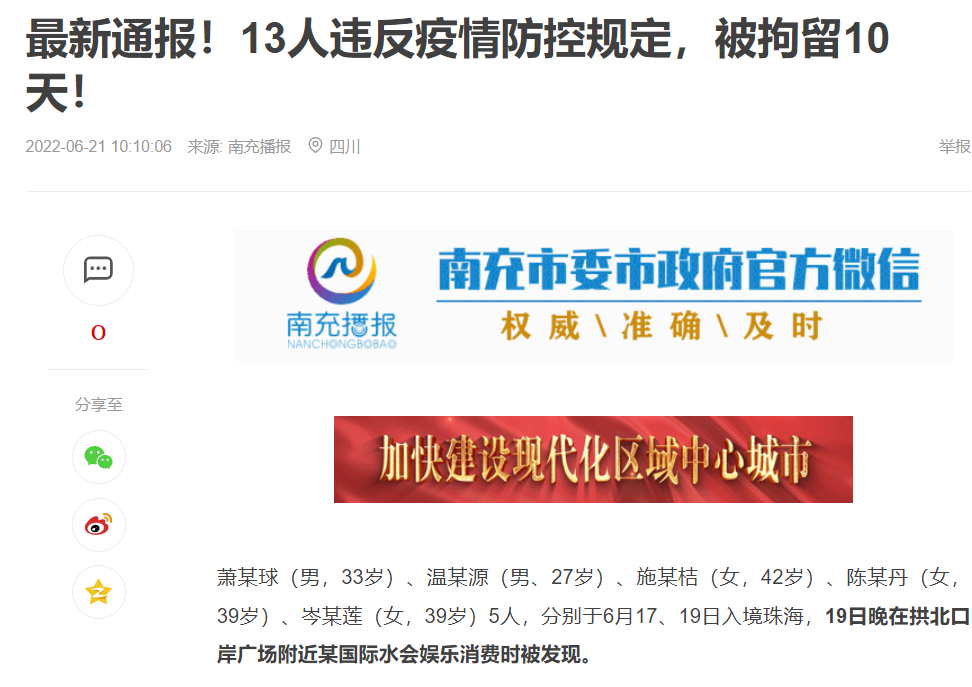 最新通报！13人违反疫情防控规定，被拘留10
天！
2022-06-21 10:10:06 来源: 南充播报 四川
举报
南充市委市政府官方微信
权威\准确\及时
南充播报
NANCHONGBOBAO
0
分享至
加快建设现代化区域中心城市
萧某球（男，33岁）、温某源（男、27岁）、施某桔（女，42岁）、陈某丹（女，
39岁）、岑某莲（女，39岁）5人，分别于6月17、19日入境珠海，19日晚在拱北口
岸广场附近某国际水会娱乐消费时被发现。